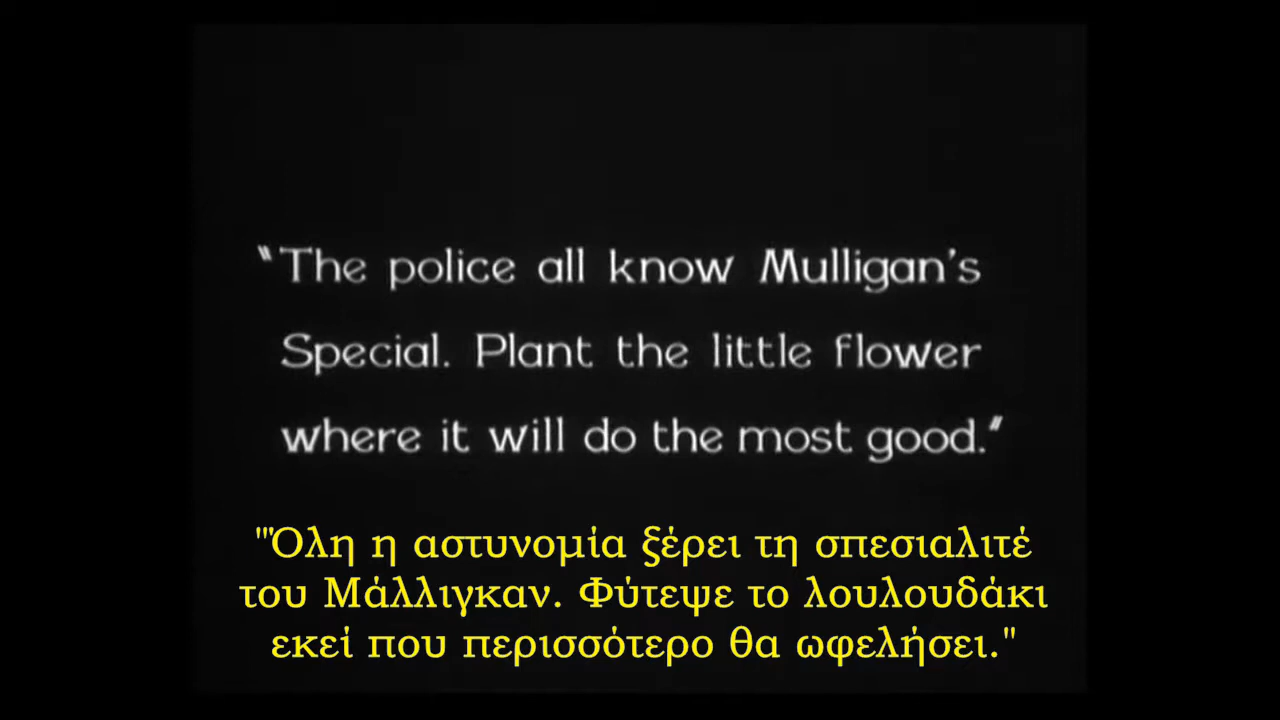 "The police all know Mulligan's
Special. Plant the little flower
where it will do the most good."
"Όλη η αστυνομία ξέρει τη σπεσιαλιτέ
του Μάλλιγκαν. Φύτεψε το λουλουδάκι
εκεί που περισσότερο θα ωφελήσει."